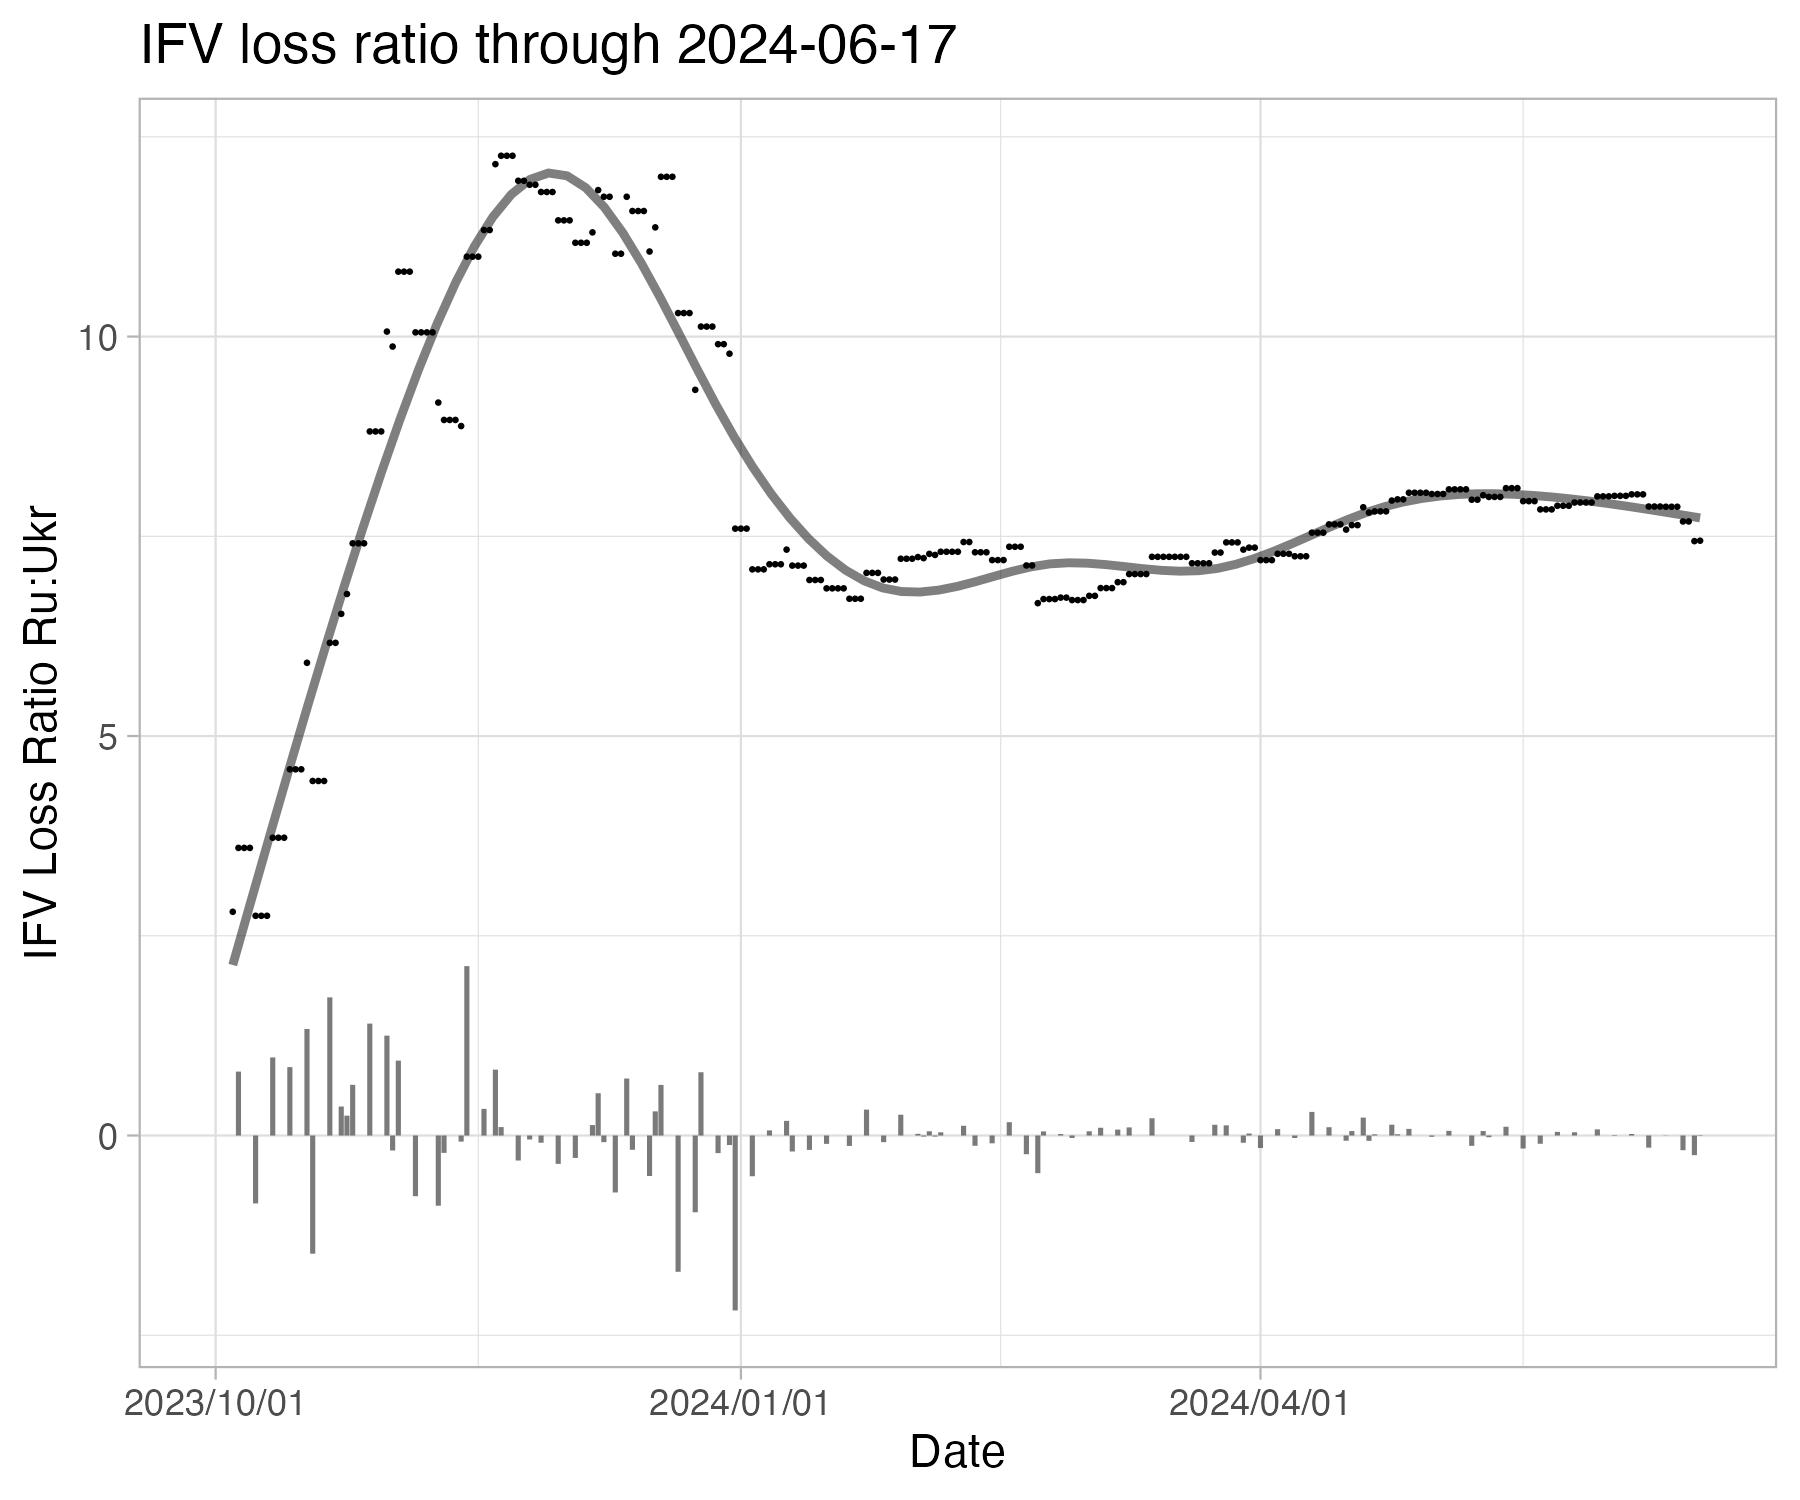 IFV loss ratio through 2024-06-17
IFV Loss Ratio Ru:Ukr
10
5
0
2023/10/01 2024/01/01 2024/04/01
Date